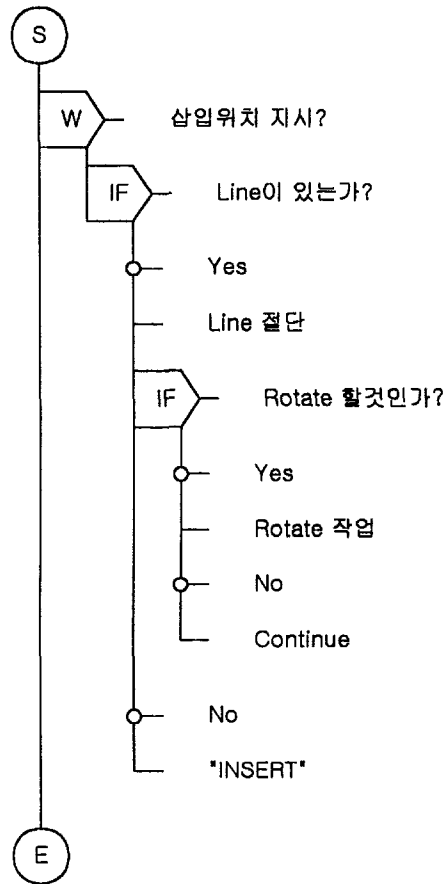 S
W 삽입위치 지시?
IF Line이 있는가?
Yes
Line 절단
IF Rotate 할것인가?
Yes
Rotate 작업
No
Continue
No
"INSERT"
E